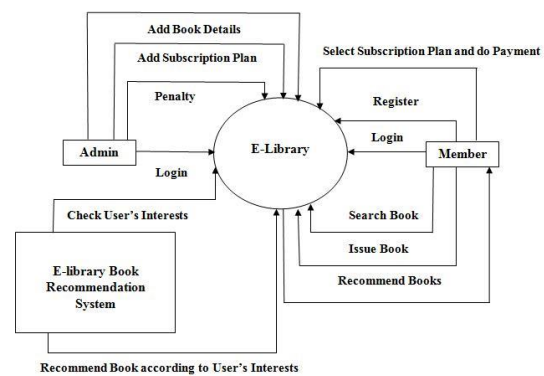 Add Book Details
Select Subscription Plan and do Payment
Add Subscription Plan
Penalty
Register
Login
Admin
E-Library
Member
Login
Check User's Interests
Search Book
Issue Book
E-library Book
Recommendation
System
Recommend Books
Recommend Book according to User's Interests